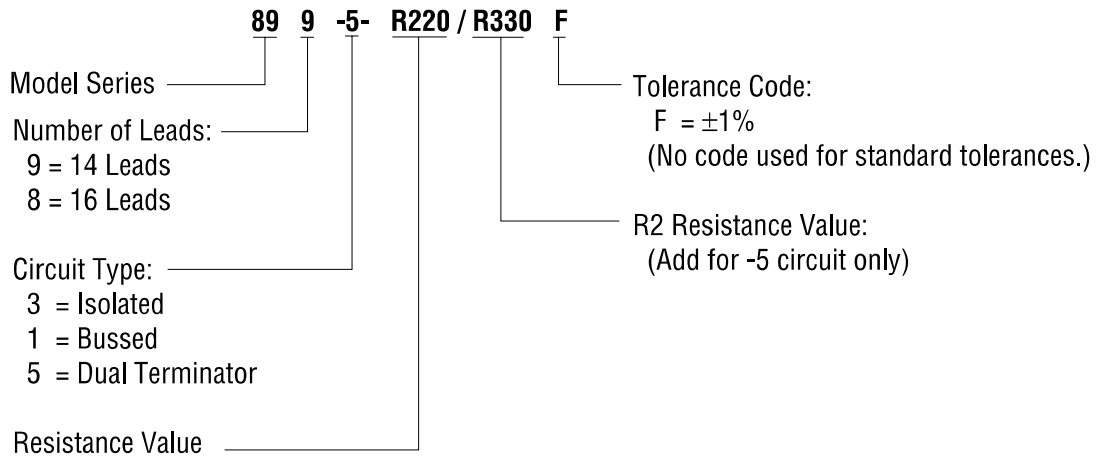 89 9 -5- R220 / R330 F
Model Series
Number of Leads:
9 = 14 Leads
8 = 16 Leads
Circuit Type:
3 = Isolated
1 = Bussed
5 = Dual Terminator
Resistance Value
Tolerance Code:
F = ±1%
(No code used for standard tolerances.)
R2 Resistance Value:
(Add for -5 circuit only)